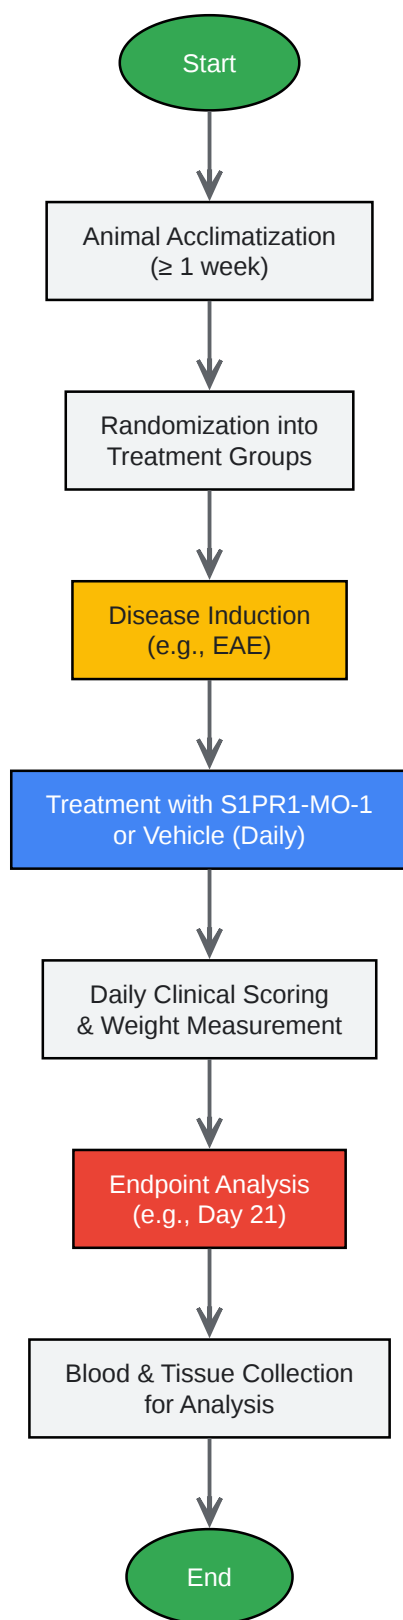 Start
Animal Acclimatization
(≥ 1 week)
Randomization into
Treatment Groups
Disease Induction
(e.g., EAE)
Treatment with S1PR1-MO-1
or Vehicle (Daily)
Daily Clinical Scoring
& Weight Measurement
Endpoint Analysis
(e.g., Day 21)
Blood & Tissue Collection
for Analysis
End